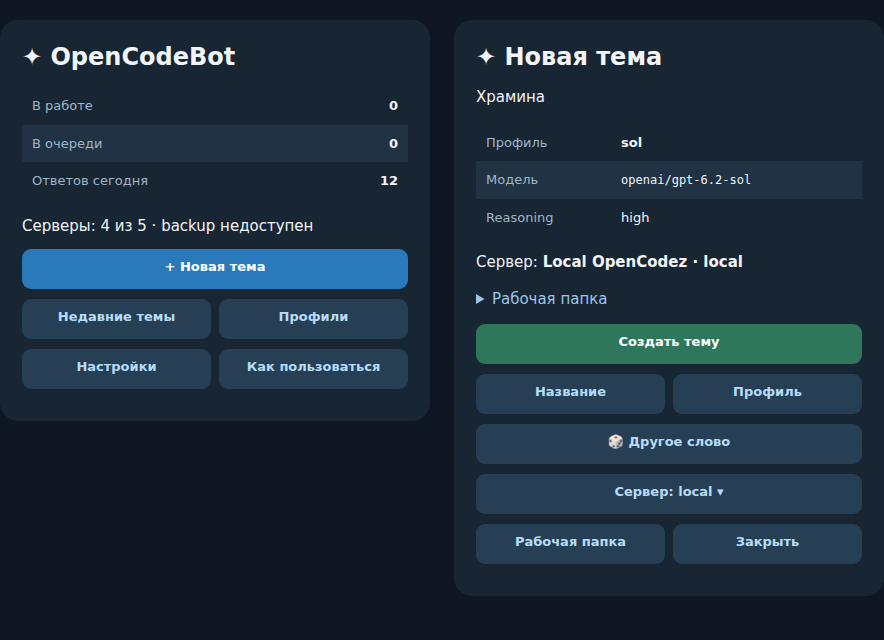 ✦ OpenCodeBot
В работе 0
В очереди 0
Ответов сегодня 12
Серверы: 4 из 5 · backup недоступен
+ Новая тема
Недавние темы Профили
Настройки Как пользоваться
✦ Новая тема
Храмина
Профиль sol
Модель openai/gpt-6.2-sol
Reasoning high
Сервер: Local OpenCodez · local
▶ Рабочая папка
Создать тему
Название Профиль
🎲 Другое слово
Сервер: local ▾
Рабочая папка Закрыть